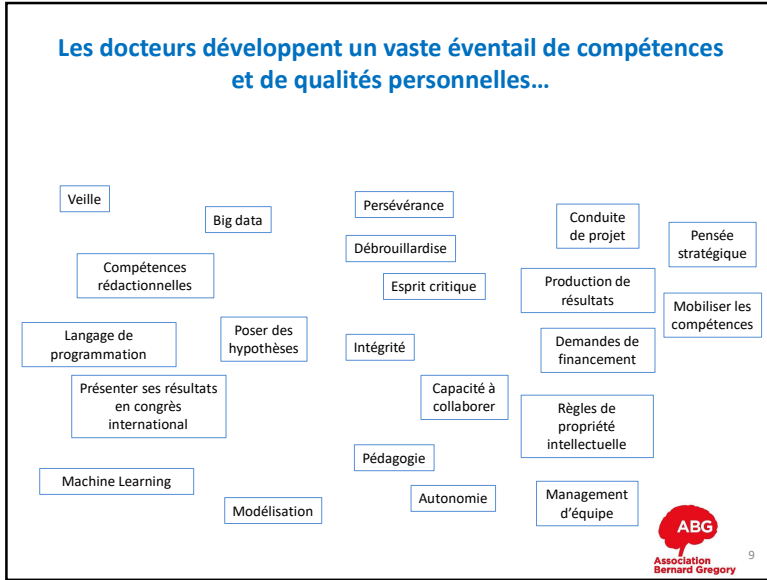 Les docteurs développent un vaste éventail de compétences
et de qualités personnelles…
Veille
Big data
Compétences
rédactionnelles
Langage de
programmation
Poser des
hypothèses
Présenter ses résultats
en congrès
international
Machine Learning
Modélisation
Persévérance
Débrouillardise
Esprit critique
Intégrité
Capacité à
collaborer
Pédagogie
Autonomie
Conduite
de projet
Pensée
stratégique
Production de
résultats
Mobiliser les
compétences
Demandes de
financement
Règles de
propriété
intellectuelle
Management
d’équipe
ABG
Association
Bernard Gregory
9